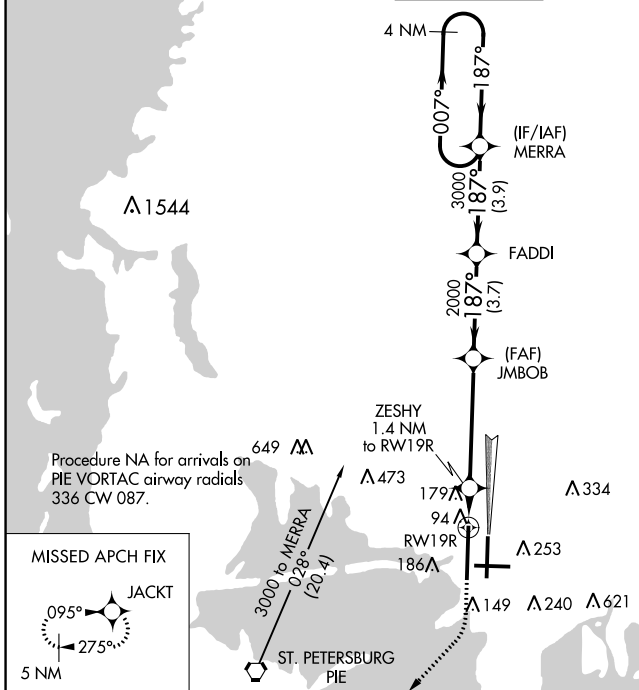 4 NM
187°
007°
(IF/IAF)
MERRA
3000
187°
(3.9)
1544
FADDI
2000
187°
(3.7)
(FAF)
JMBOB
ZESHY
1.4 NM
to RW19R
649
Procedure NA for arrivals on
PIE VORTAC airway radials
336 CW 087.
473
179
334
94
RW19R
253
186
3000 to MERRA
028°
(20.4)
MISSED APCH FIX
JACKT
095°
275°
5 NM
149
240
621
ST. PETERSBURG
PIE